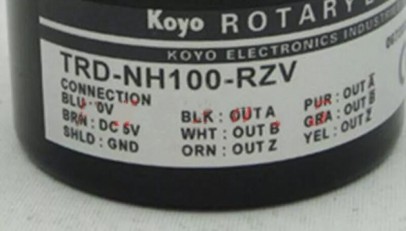 Koyo ROTARY
KOYO ELECTRONICS INDUSTRI
TRD-NH100-RZV
CONNECTION
BLU : 0V BLK : OUT A PUR : OUT A̅
BRN : DC 5V WHT : OUT B GRA : OUT B̅
SHLD : GND ORN : OUT Z YEL : OUT Z̅